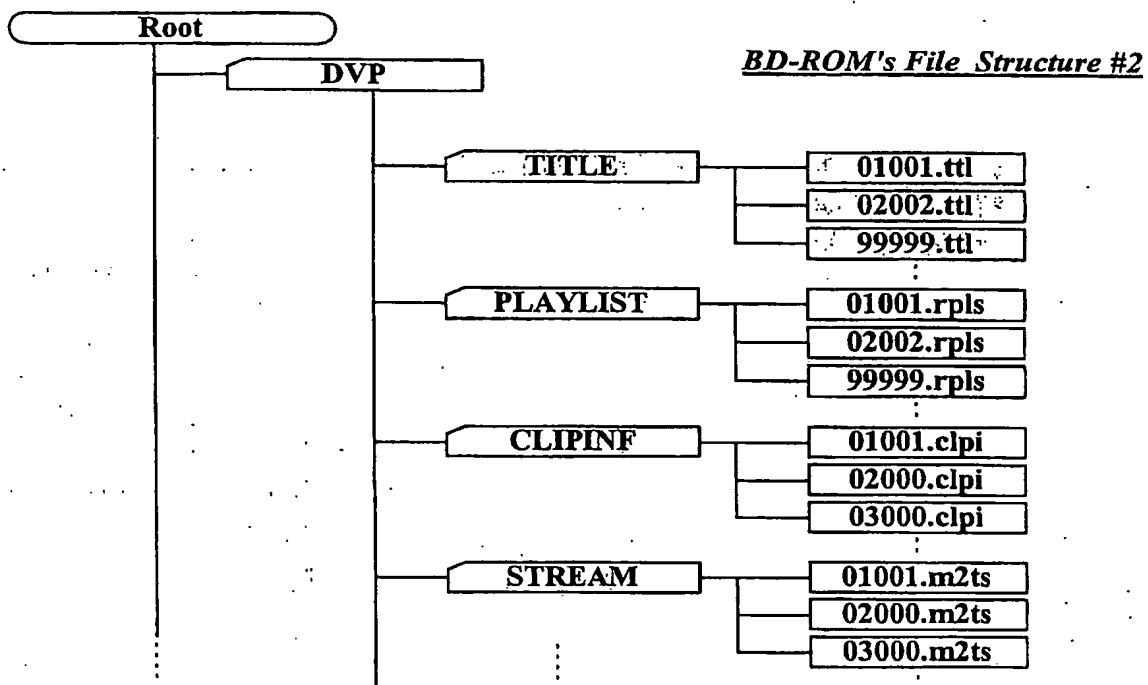 Root
BD-ROM's File Structure #2
DVP
TITLE
01001.ttl
02002.ttl
99999.ttl
PLAYLIST
01001.rpls
02002.rpls
99999.rpls
CLIPINF
01001.clpi
02000.clpi
03000.clpi
STREAM
01001.m2ts
02000.m2ts
03000.m2ts